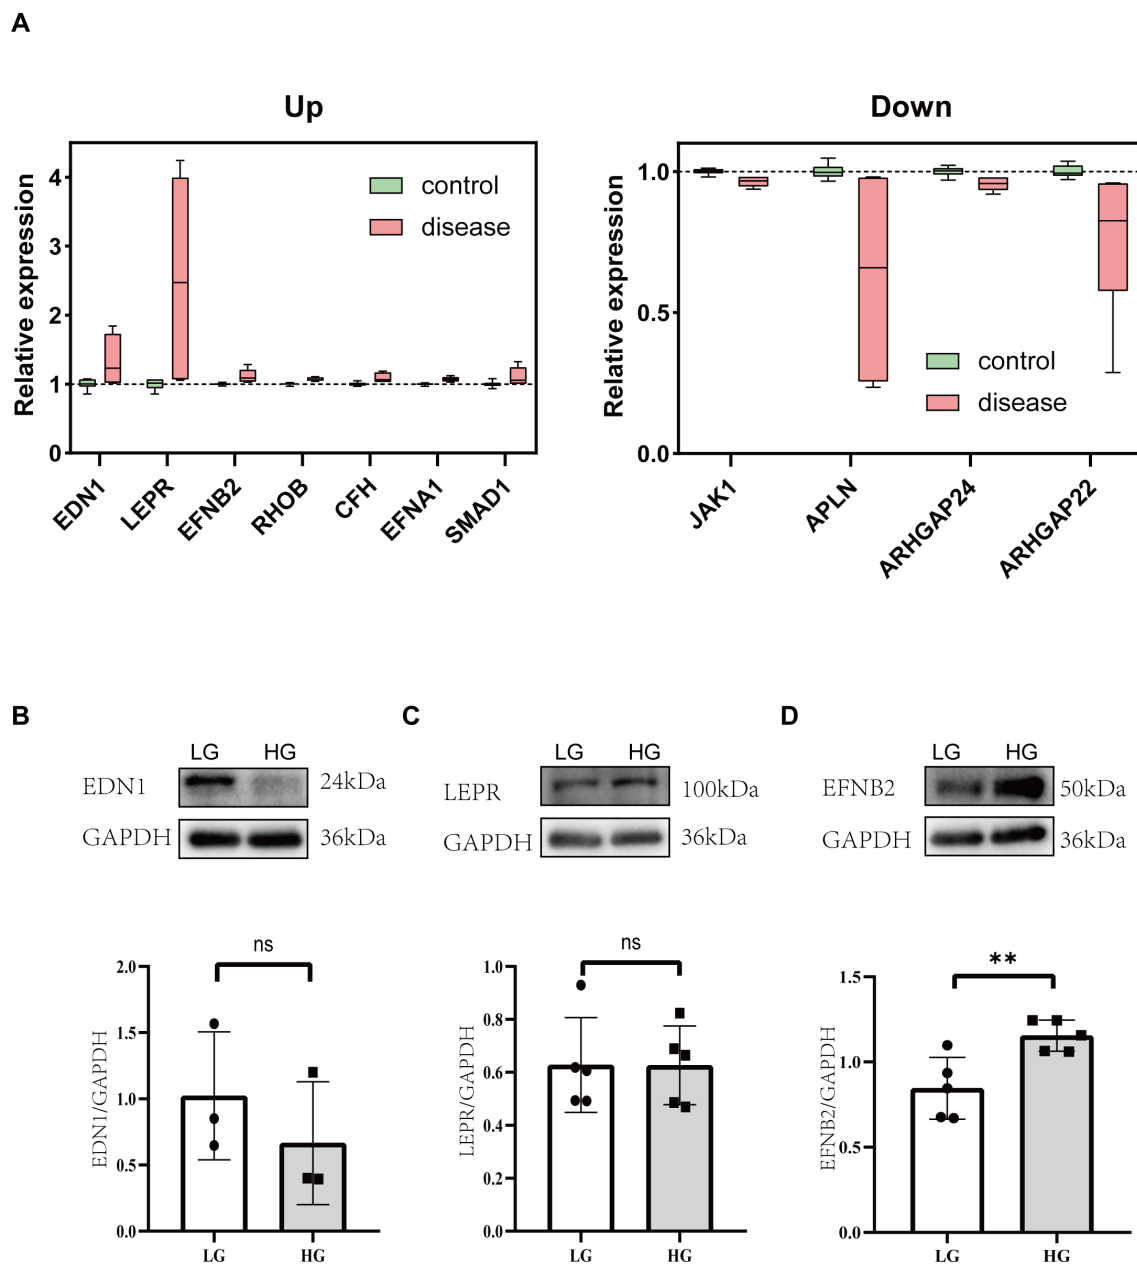 A
Up
Relative expression
4
3
2
1
0
control
disease
EDN1
LEPR
EFNB2
RHOB
CFH
EFNA1
SMAD1
Down
Relative expression
1.0
0.5
0.0
control
disease
JAK1
APLN
ARHGAP24
ARHGAP22
B
LG HG
EDN1 24kDa
GAPDH 36kDa
ns
EDN1/GAPDH
2.0
1.5
1.0
0.5
0.0
LG HG
C
LG HG
LEPR 100kDa
GAPDH 36kDa
ns
LEPR/GAPDH
1.0
0.8
0.6
0.4
0.2
0.0
LG HG
D
LG HG
EFNB2 50kDa
GAPDH 36kDa
**
EFNB2/GAPDH
1.5
1.0
0.5
0.0
LG HG